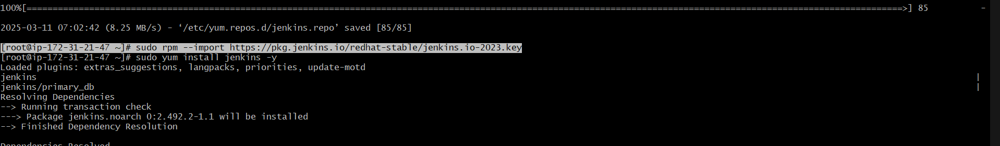 100%[=======================================================================================================================================================================>] 85 -
2025-03-11 07:02:42 (8.25 MB/s) - ‘/etc/yum.repos.d/jenkins.repo’ saved [85/85]
[root@ip-172-31-21-47 ~]# sudo rpm --import https://pkg.jenkins.io/redhat-stable/jenkins.io-2023.key
[root@ip-172-31-21-47 ~]# sudo yum install jenkins -y
Loaded plugins: extras_suggestions, langpacks, priorities, update-motd
jenkins |
jenkins/primary_db |
Resolving Dependencies
--> Running transaction check
---> Package jenkins.noarch 0:2.492.2-1.1 will be installed
--> Finished Dependency Resolution
Dependencies Resolved